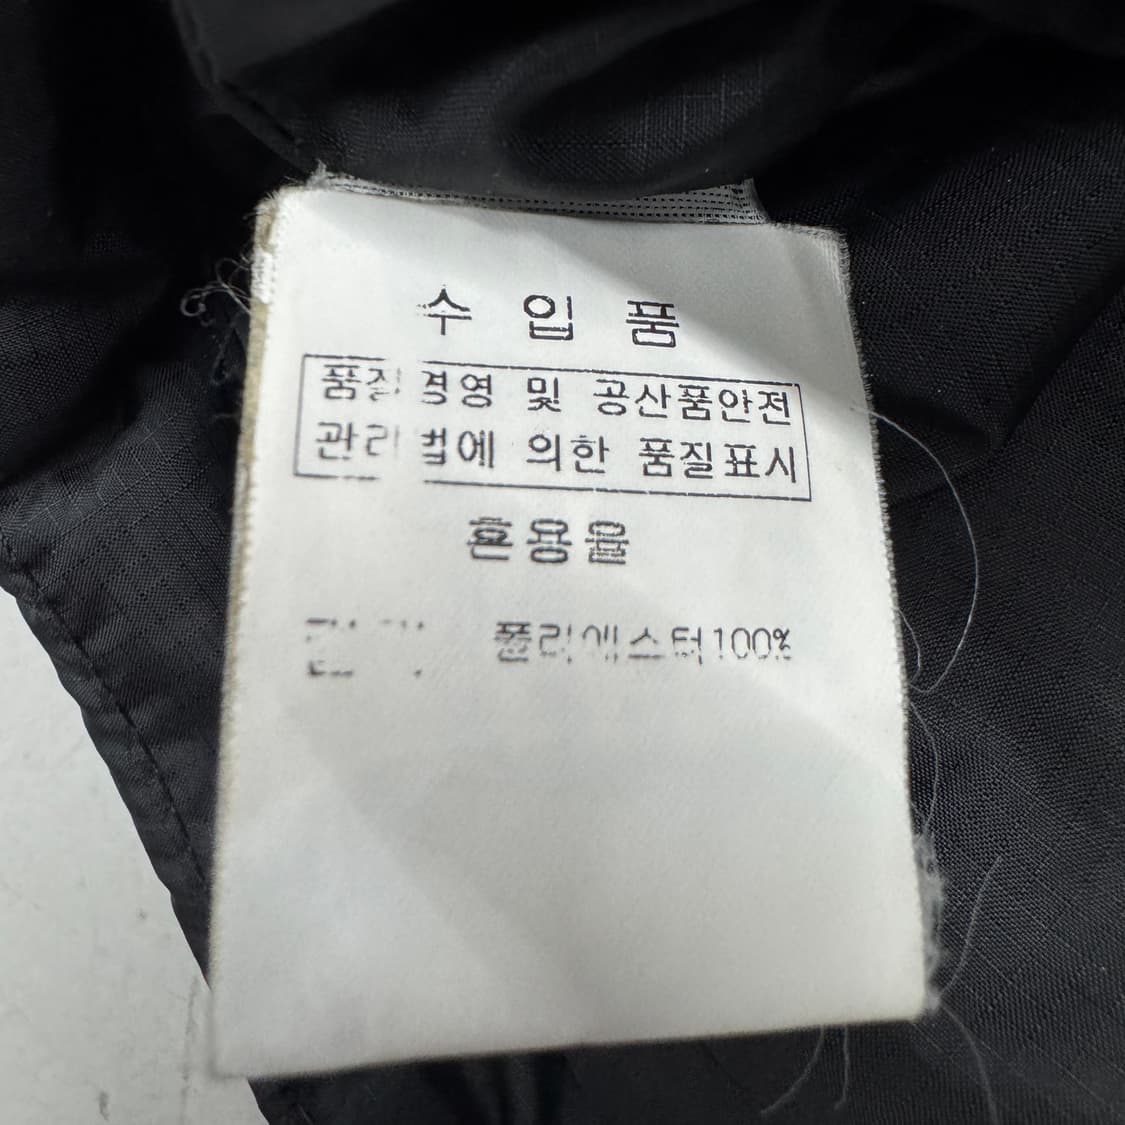 수 입 품
품질경영 및 공산품안전
관리법에 의한 품질표시
혼용율
폴리에스터100%